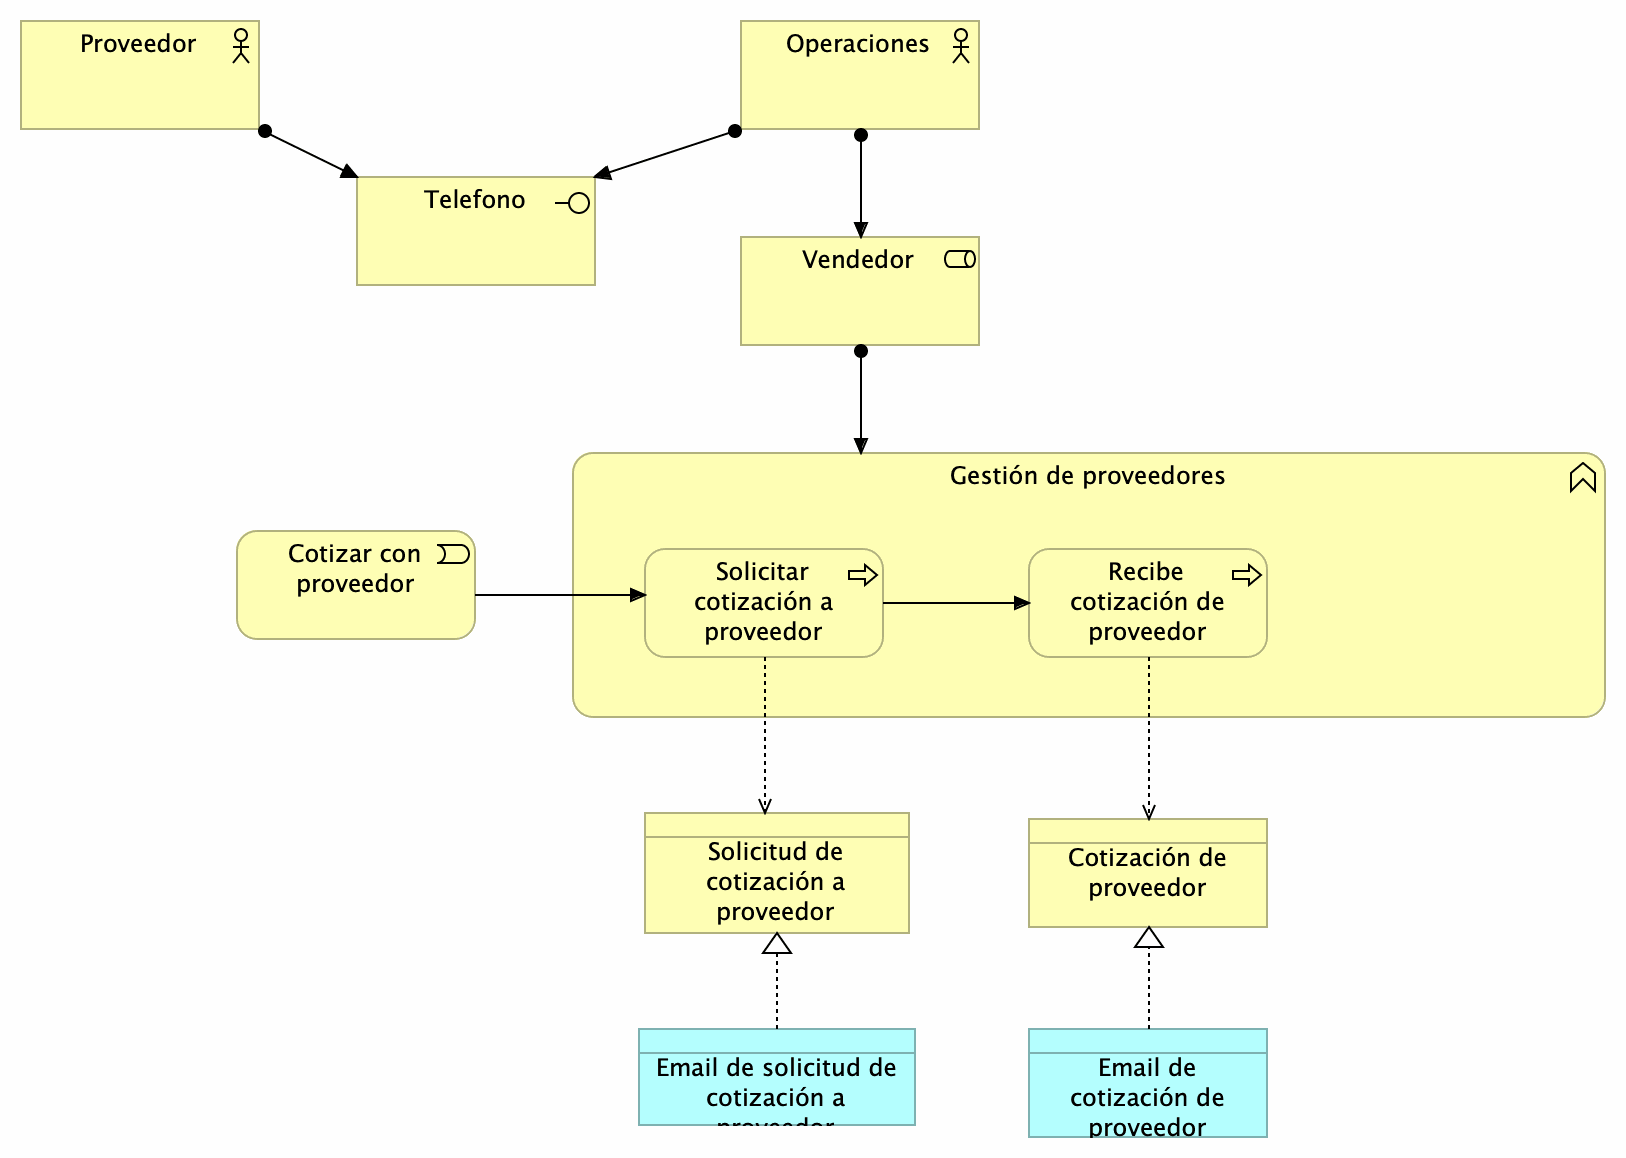 Proveedor
Operaciones
Telefono
Vendedor
Gestión de proveedores
Cotizar con
proveedor
Solicitar
cotización a
proveedor
Recibe
cotización de
proveedor
Solicitud de
cotización a
proveedor
Cotización de
proveedor
Email de solicitud de
cotización a
proveedor
Email de
cotización de
proveedor